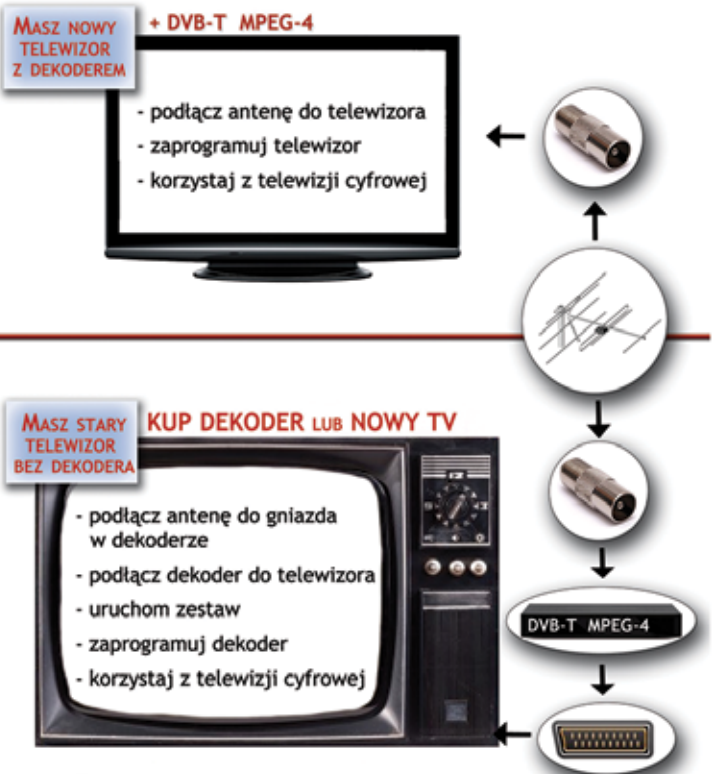 MASZ NOWY
TELEWIZOR
Z DEKODEREM
+ DVB-T MPEG-4
- podłącz antenę do telewizora
- zaprogramuj telewizor
- korzystaj z telewizji cyfrowej
MASZ STARY
TELEWIZOR
BEZ DEKODERA
KUP DEKODER LUB NOWY TV
- podłącz antenę do gniazda
w dekoderze
- podłącz dekoder do telewizora
- uruchom zestaw
- zaprogramuj dekoder
- korzystaj z telewizji cyfrowej
DVB-T MPEG-4